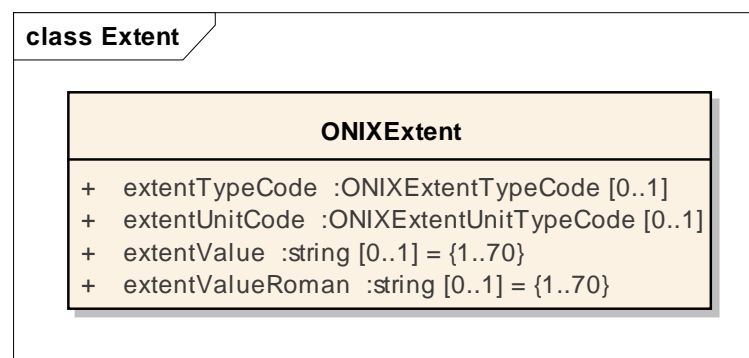 class Extent
ONIXExtent
+ extentTypeCode :ONIXExtentTypeCode [0..1]
+ extentUnitCode :ONIXExtentUnitTypeCode [0..1]
+ extentValue :string [0..1] = {1..70}
+ extentValueRoman :string [0..1] = {1..70}